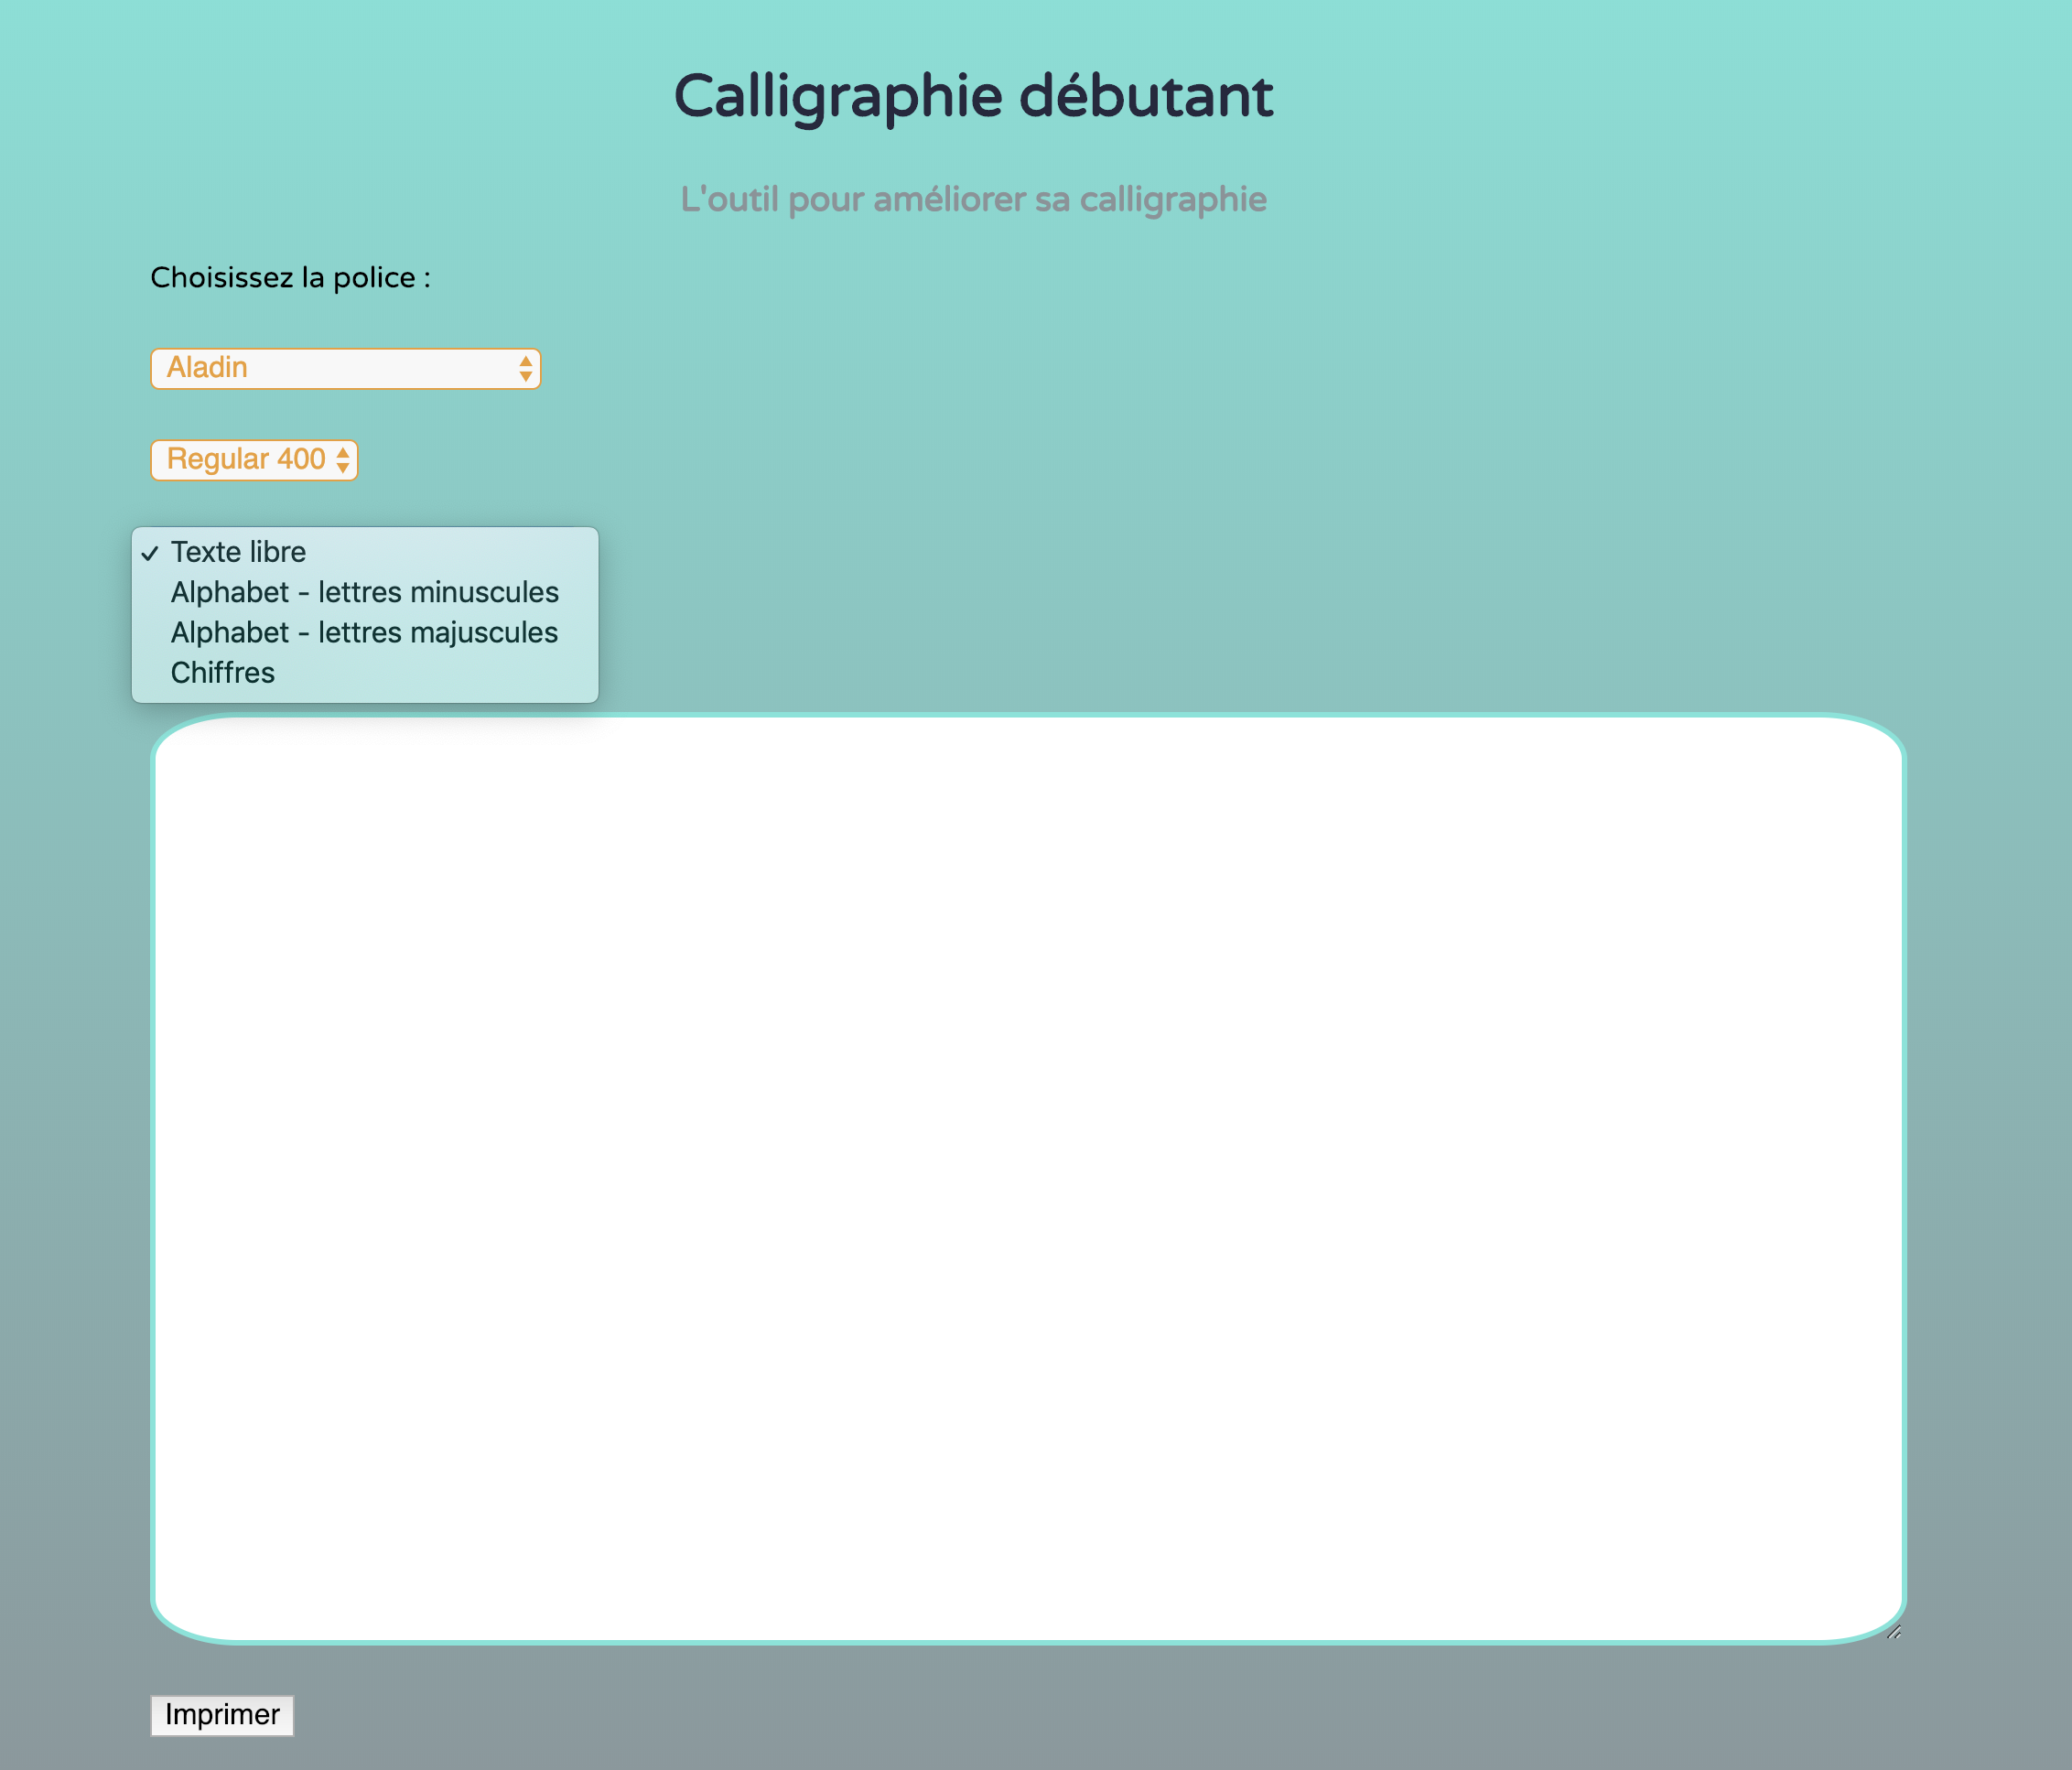 Calligraphie débutant
L'outil pour améliorer sa calligraphie
Choisissez la police :
Aladin
Regular 400
Texte libre
Alphabet - lettres minuscules
Alphabet - lettres majuscules
Chiffres
Imprimer